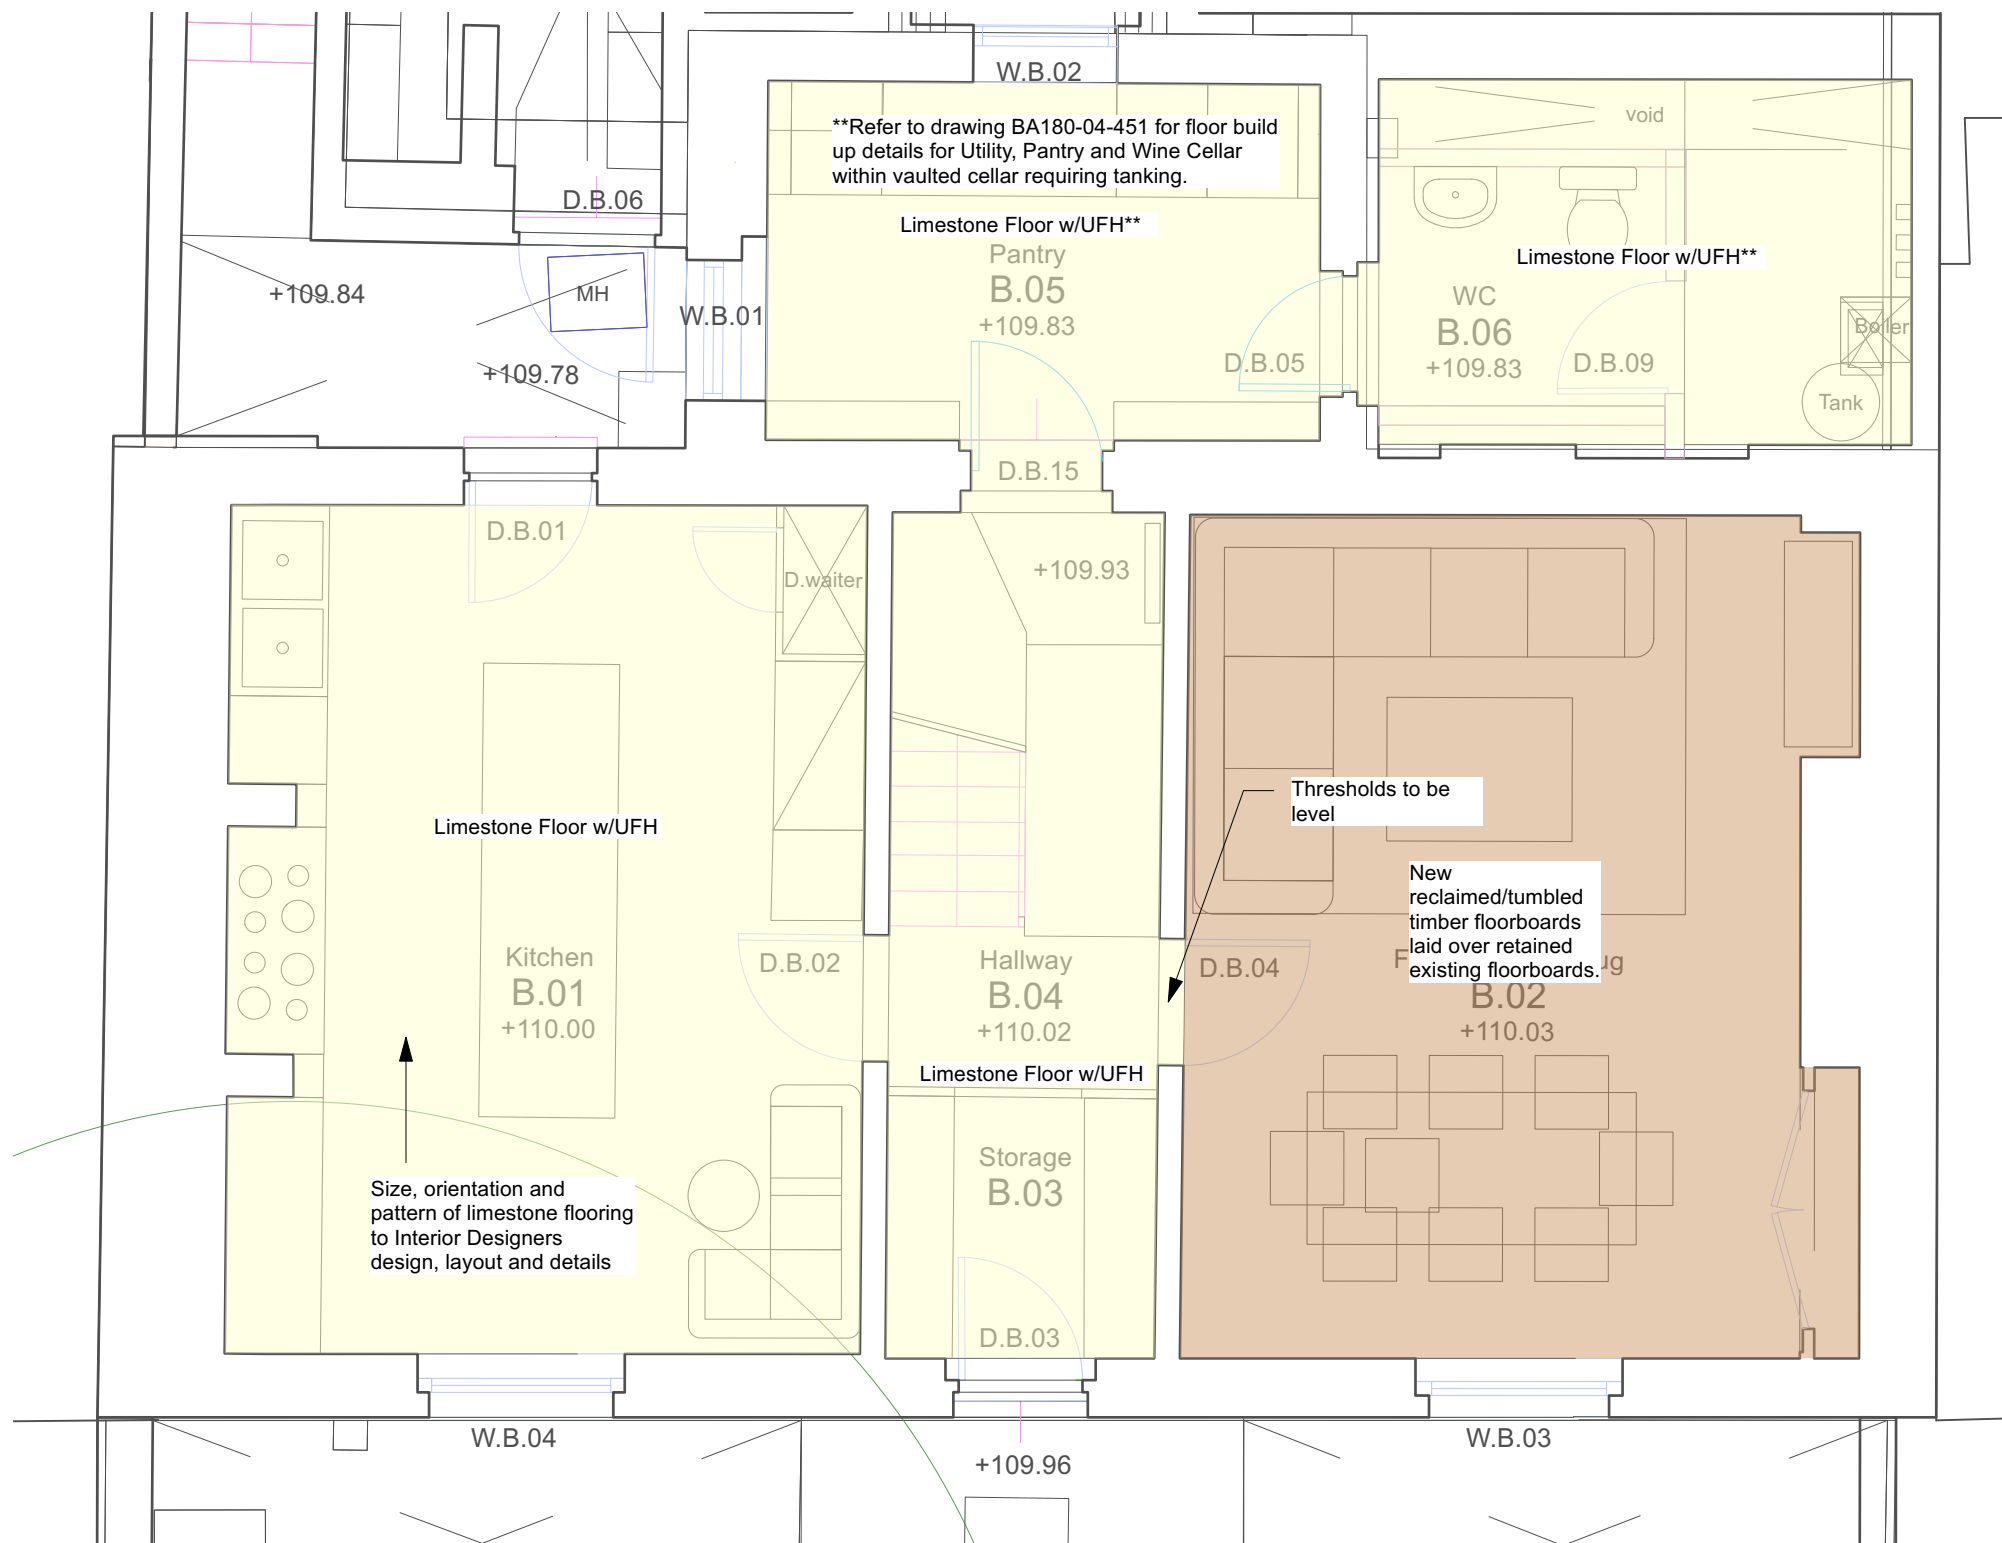 W.B.02
void
**Refer to drawing BA180-04-451 for floor build
up details for Utility, Pantry and Wine Cellar
within vaulted cellar requiring tanking.
D.B.06
Limestone Floor w/UFH**
Pantry
B.05
+109.83
Limestone Floor w/UFH**
WC
B.06
+109.83
+109.84
MH
W.B.01
+109.78
D.B.05
D.B.09
Boiler
Tank
D.B.15
D.B.01
D.waiter
+109.93
Thresholds to be
level
Limestone Floor w/UFH
New
reclaimed/tumbled
timber floorboards
laid over retained
existing floorboards.
Kitchen
B.01
+110.00
D.B.02
Hallway
B.04
+110.02
Limestone Floor w/UFH
D.B.04
B.02
+110.03
Size, orientation and
pattern of limestone flooring
to Interior Designers
design, layout and details
Storage
B.03
D.B.03
W.B.04
+109.96
W.B.03